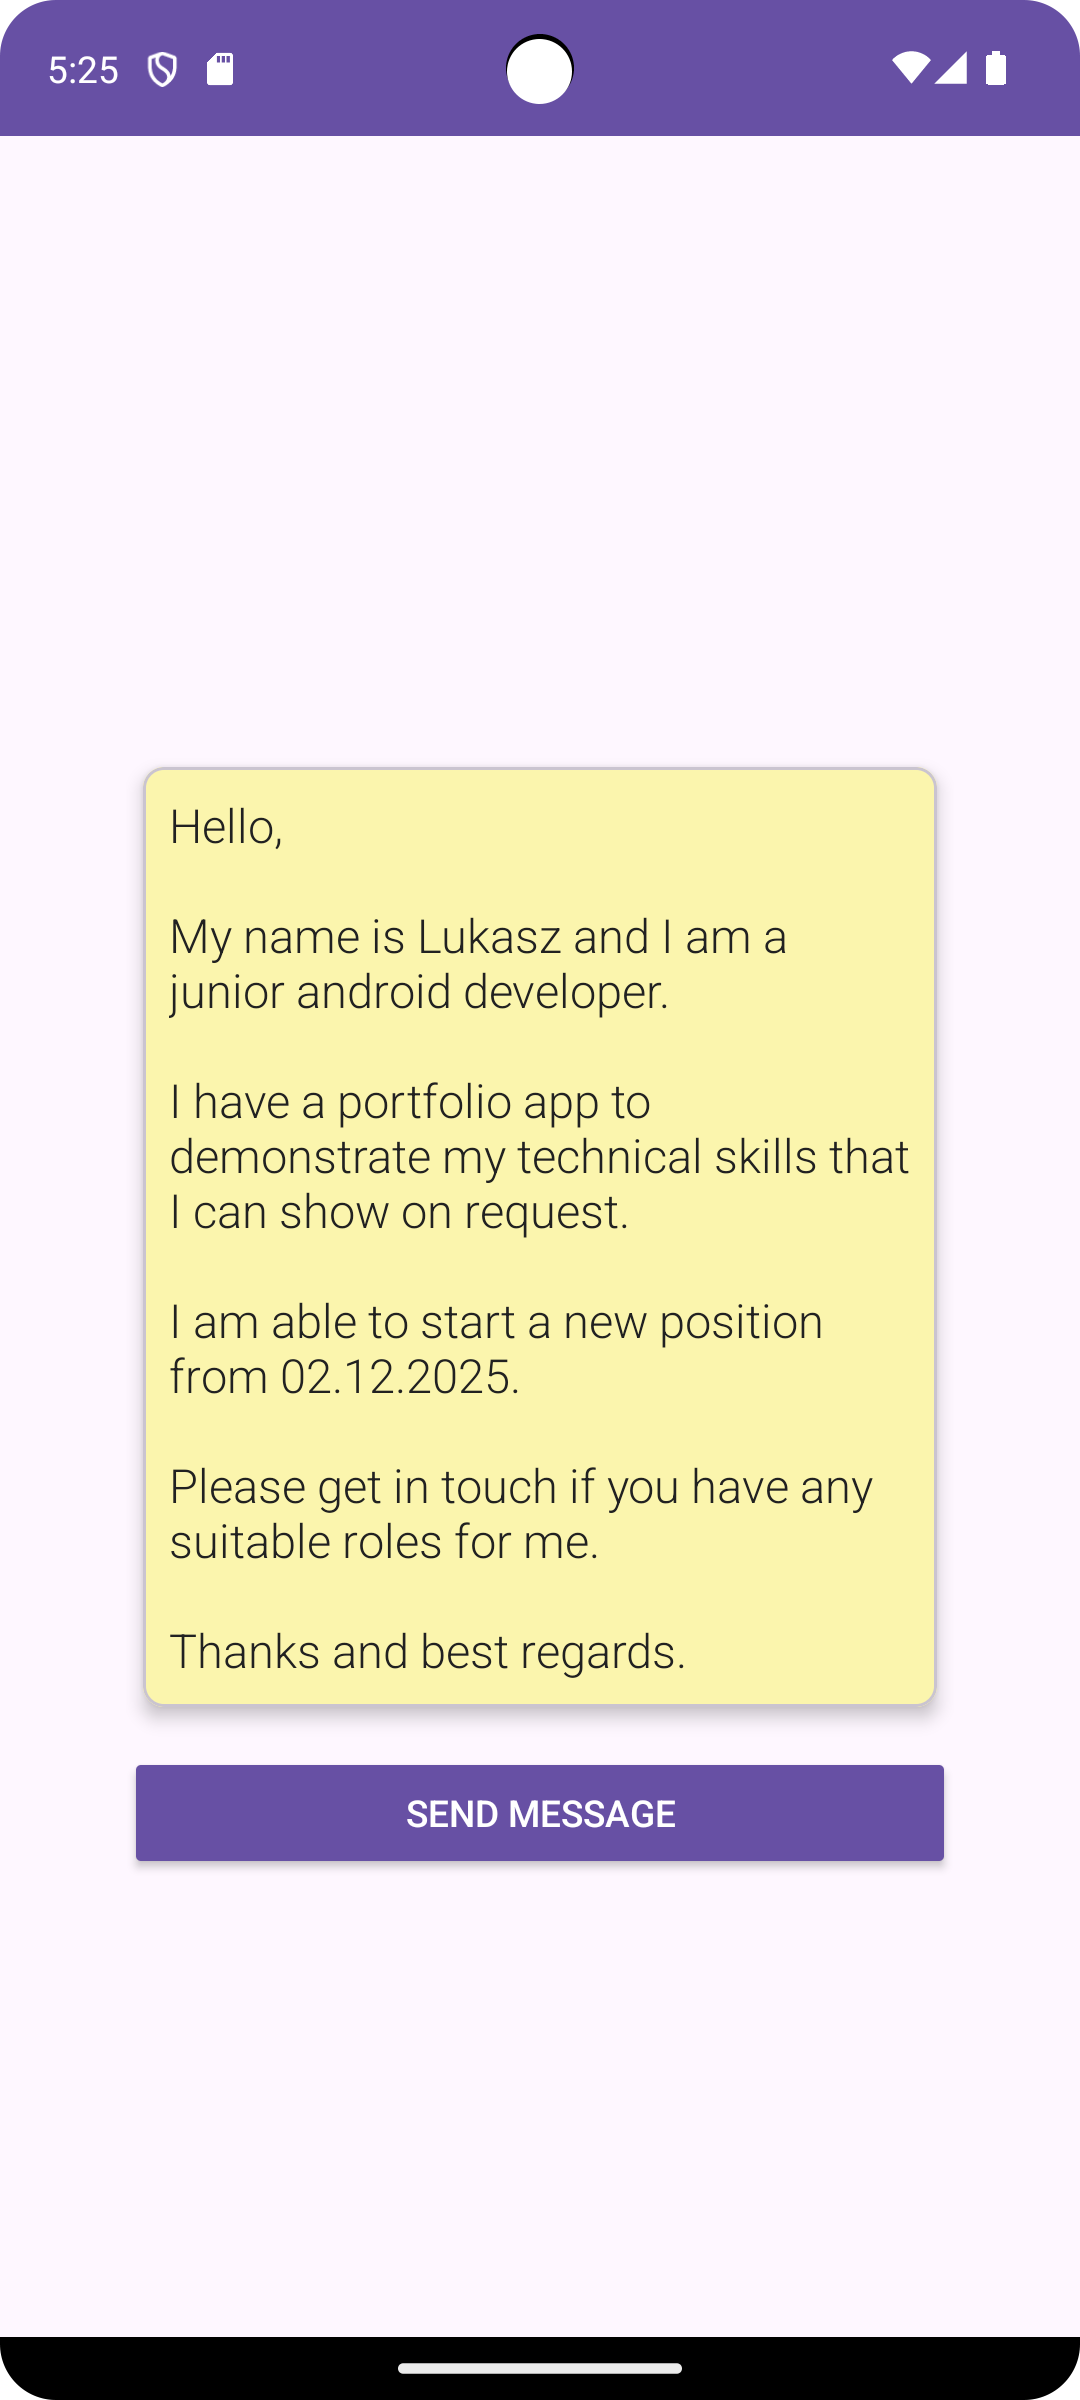 5:25
Hello,
My name is Lukasz and I am a
junior android developer.
I have a portfolio app to
demonstrate my technical skills that
I can show on request.
I am able to start a new position
from 02.12.2025.
Please get in touch if you have any
suitable roles for me.
Thanks and best regards.
SEND MESSAGE